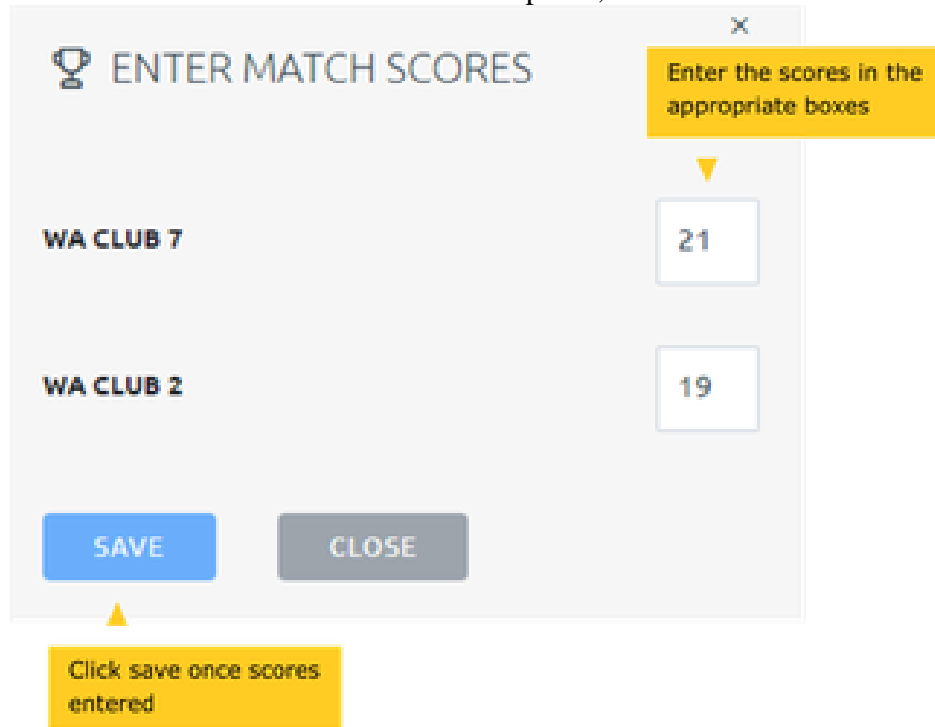 ×
ENTER MATCH SCORES
Enter the scores in the
appropriate boxes
WA CLUB 7
21
WA CLUB 2
19
SAVE
CLOSE
Click save once scores
entered